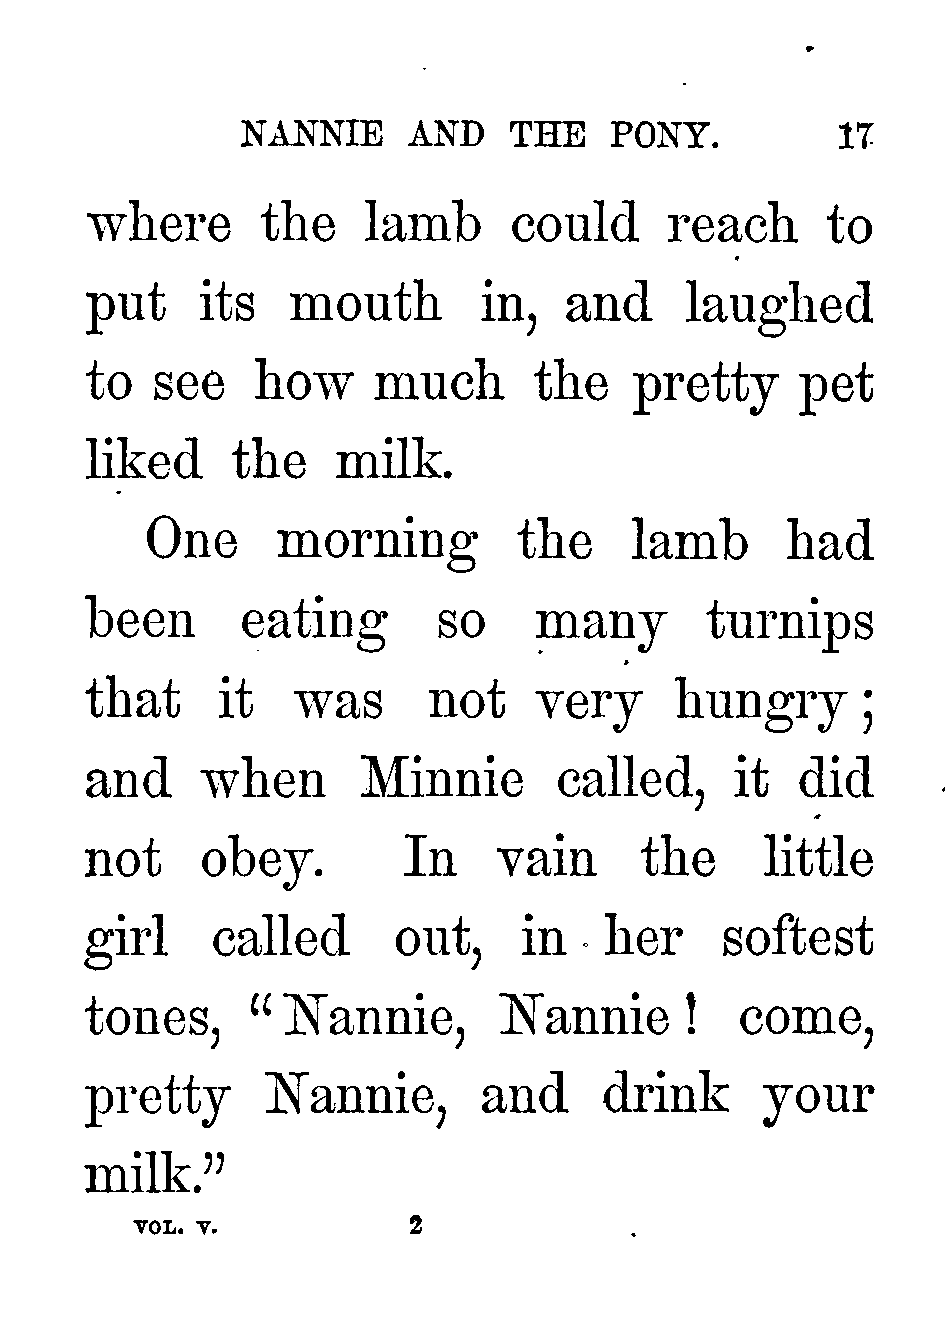 NANNIE AND THE PONY. 17
where the lamb could reach to
put its mouth in, and laughed
to see how much the pretty pet
liked the milk.
One morning the lamb had
been eating so many turnips
that it was not very hungry;
and when Minnie called, it did
not obey. In vain the little
girl called out, in her softest
tones, "Nannie, Nannie! come,
pretty Nannie, and drink your
milk."
VOL. V. 2